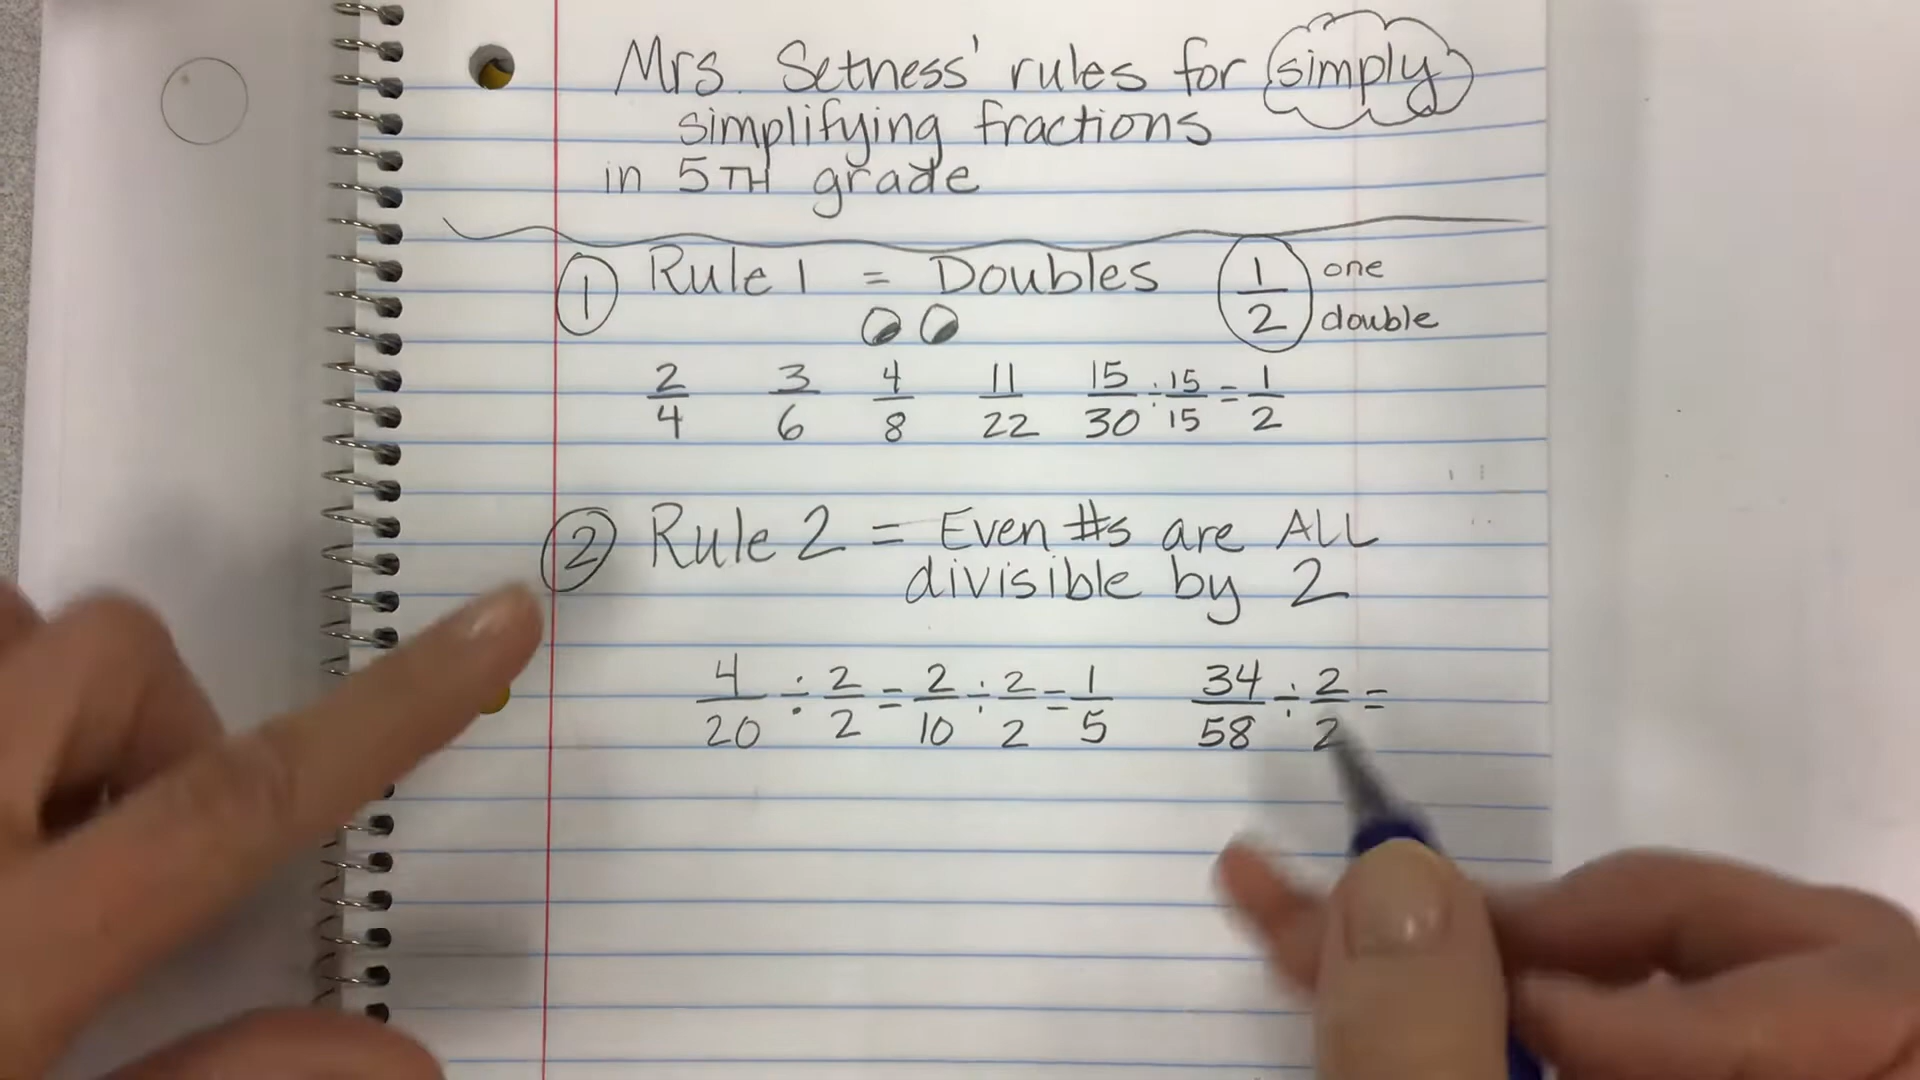 Mrs. Setness' rules for simply
simplifying fractions
in 5TH grade
① Rule 1 = Doubles 1/2 one double
2/4 3/6 4/8 11/22 15/30 ÷ 15/15 = 1/2
② Rule 2 = Even #s are ALL
divisible by 2
4/20 ÷ 2/2 = 2/10 ÷ 2/2 = 1/5 34/58 ÷ 2/2 =